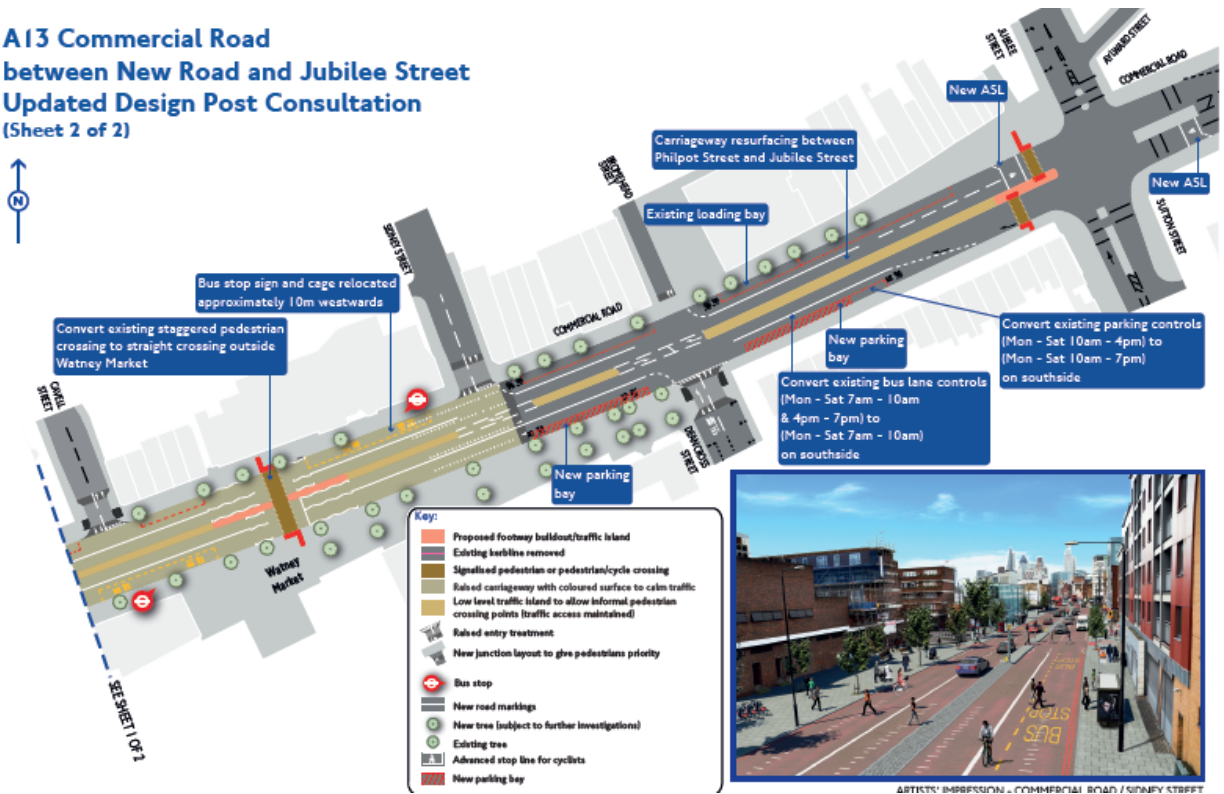 A13 Commercial Road
between New Road and Jubilee Street
Updated Design Post Consultation
(Sheet 2 of 2)
N
JUBILEE
STREET
AYLWARD STREET
COMMERCIAL ROAD
New ASL
Carriageway resurfacing between
Philpot Street and Jubilee Street
New ASL
BROMEHEAD
STREET
Existing loading bay
SUTTON STREET
SIDNEY STREET
Bus stop sign and cage relocated
approximately 10m westwards
COMMERCIAL ROAD
Convert existing staggered pedestrian
crossing to straight crossing outside
Watney Market
New parking
bay
Convert existing parking controls
(Mon - Sat 10am - 4pm) to
(Mon - Sat 10am - 7pm)
on southside
Convert existing bus lane controls
(Mon - Sat 7am - 10am
& 4pm - 7pm) to
(Mon - Sat 7am - 10am)
on southside
CAVELL
STREET
DEANCROSS
STREET
New parking
bay
Watney
Market
SEE SHEET 1 OF 2
Key:
Proposed footway buildout/traffic island
Existing kerbline removed
Signalised pedestrian or pedestrian/cycle crossing
Raised carriageway with coloured surface to calm traffic
Low level traffic island to allow informal pedestrian
crossing points (traffic access maintained)
Raised entry treatment
New junction layout to give pedestrians priority
Bus stop
New road markings
New tree (subject to further investigations)
Existing tree
Advanced stop line for cyclists
New parking bay
BUS
STOP
ARTISTS' IMPRESSION - COMMERCIAL ROAD / SIDNEY STREET